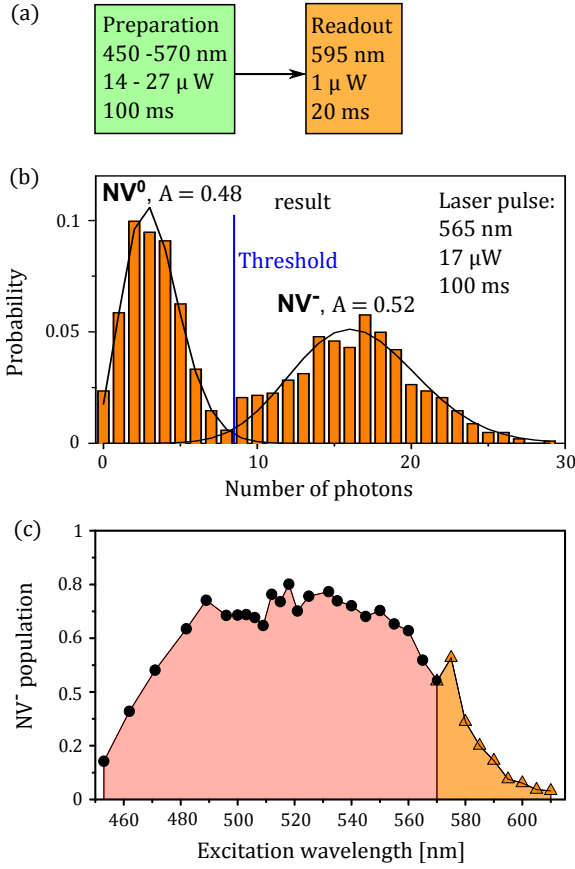 (a)
Preparation
450 -570 nm
14 - 27 μ W
100 ms
Readout
595 nm
1 μ W
20 ms
(b)
NV⁰, A = 0.48
result
Laser pulse:
565 nm
17 μW
100 ms
Threshold
NV⁻, A = 0.52
Probability
0.1
0.05
0
0
10
20
30
Number of photons
(c)
NV⁻ population
1
0.8
0.6
0.5
0.2
0
460
480
500
520
540
560
580
600
Excitation wavelength [nm]